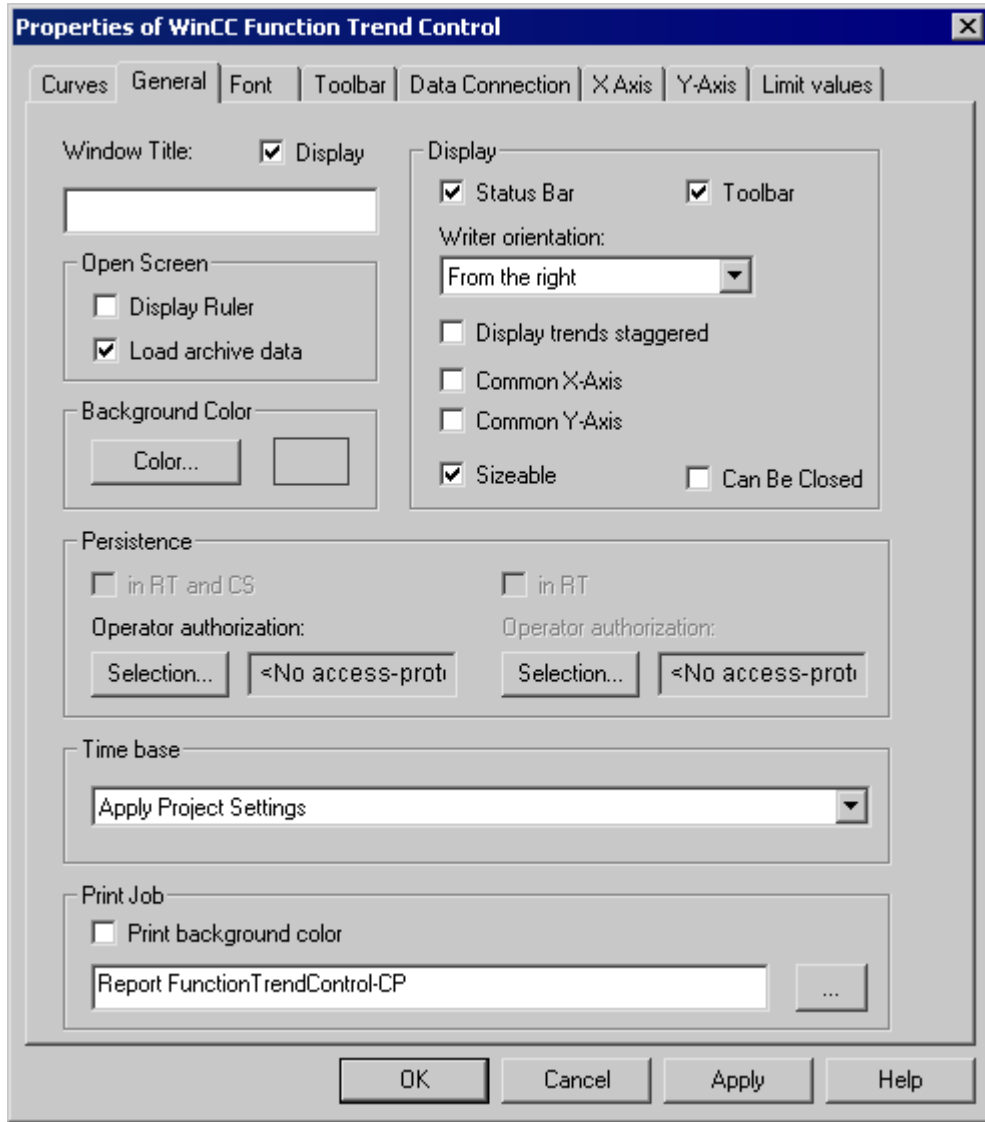 Properties of WinCC Function Trend Control
Curves General Font Toolbar Data Connection X Axis Y-Axis Limit values
Window Title: Display
Open Screen
Display Ruler
Load archive data
Background Color
Color...
Display
Status Bar Toolbar
Writer orientation:
From the right
Display trends staggered
Common X-Axis
Common Y-Axis
Sizeable Can Be Closed
Persistence
in RT and CS in RT
Operator authorization: Operator authorization:
Selection... <No access-prot Selection... <No access-prot
Time base
Apply Project Settings
Print Job
Print background color
Report FunctionTrendControl-CP
...
OK Cancel Apply Help